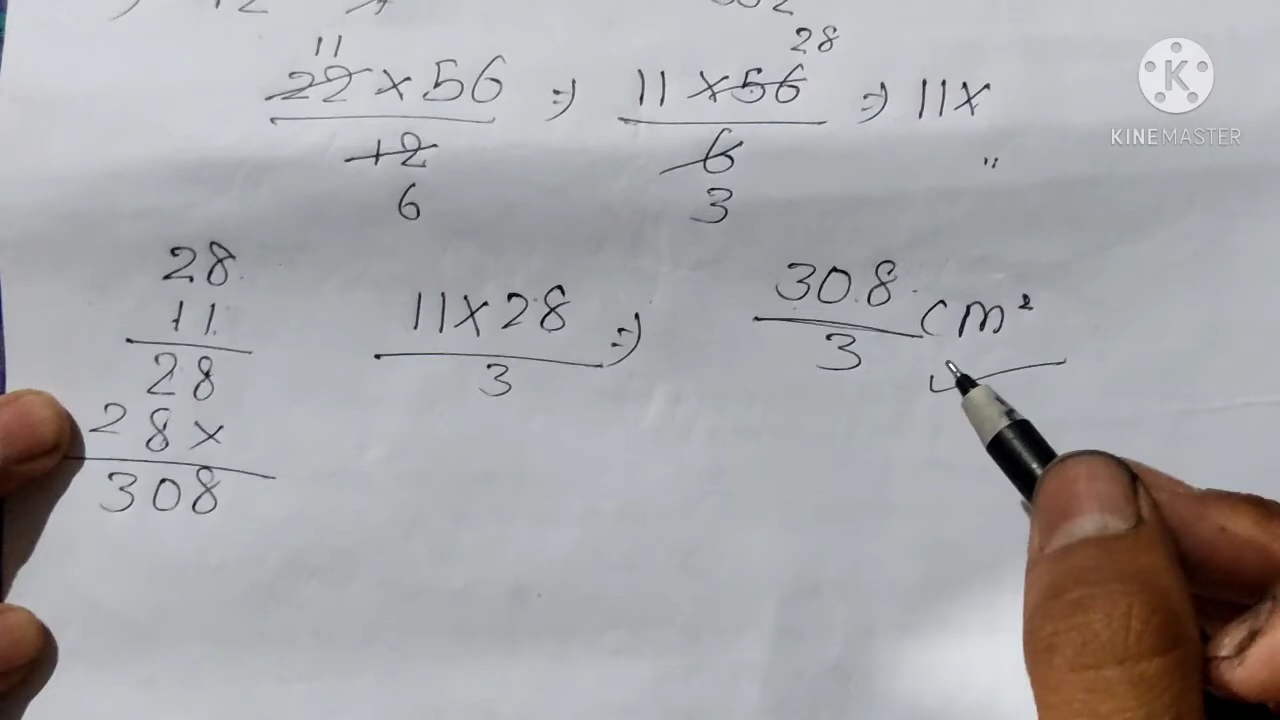 11 28
22 × 56 ⇒ 11 × 56 ⇒ 11 ×
12 6 "
6 3
KINEMASTER
28
11
28
28 ×
308
11 × 28 ⇒ 308 cm²
3 3